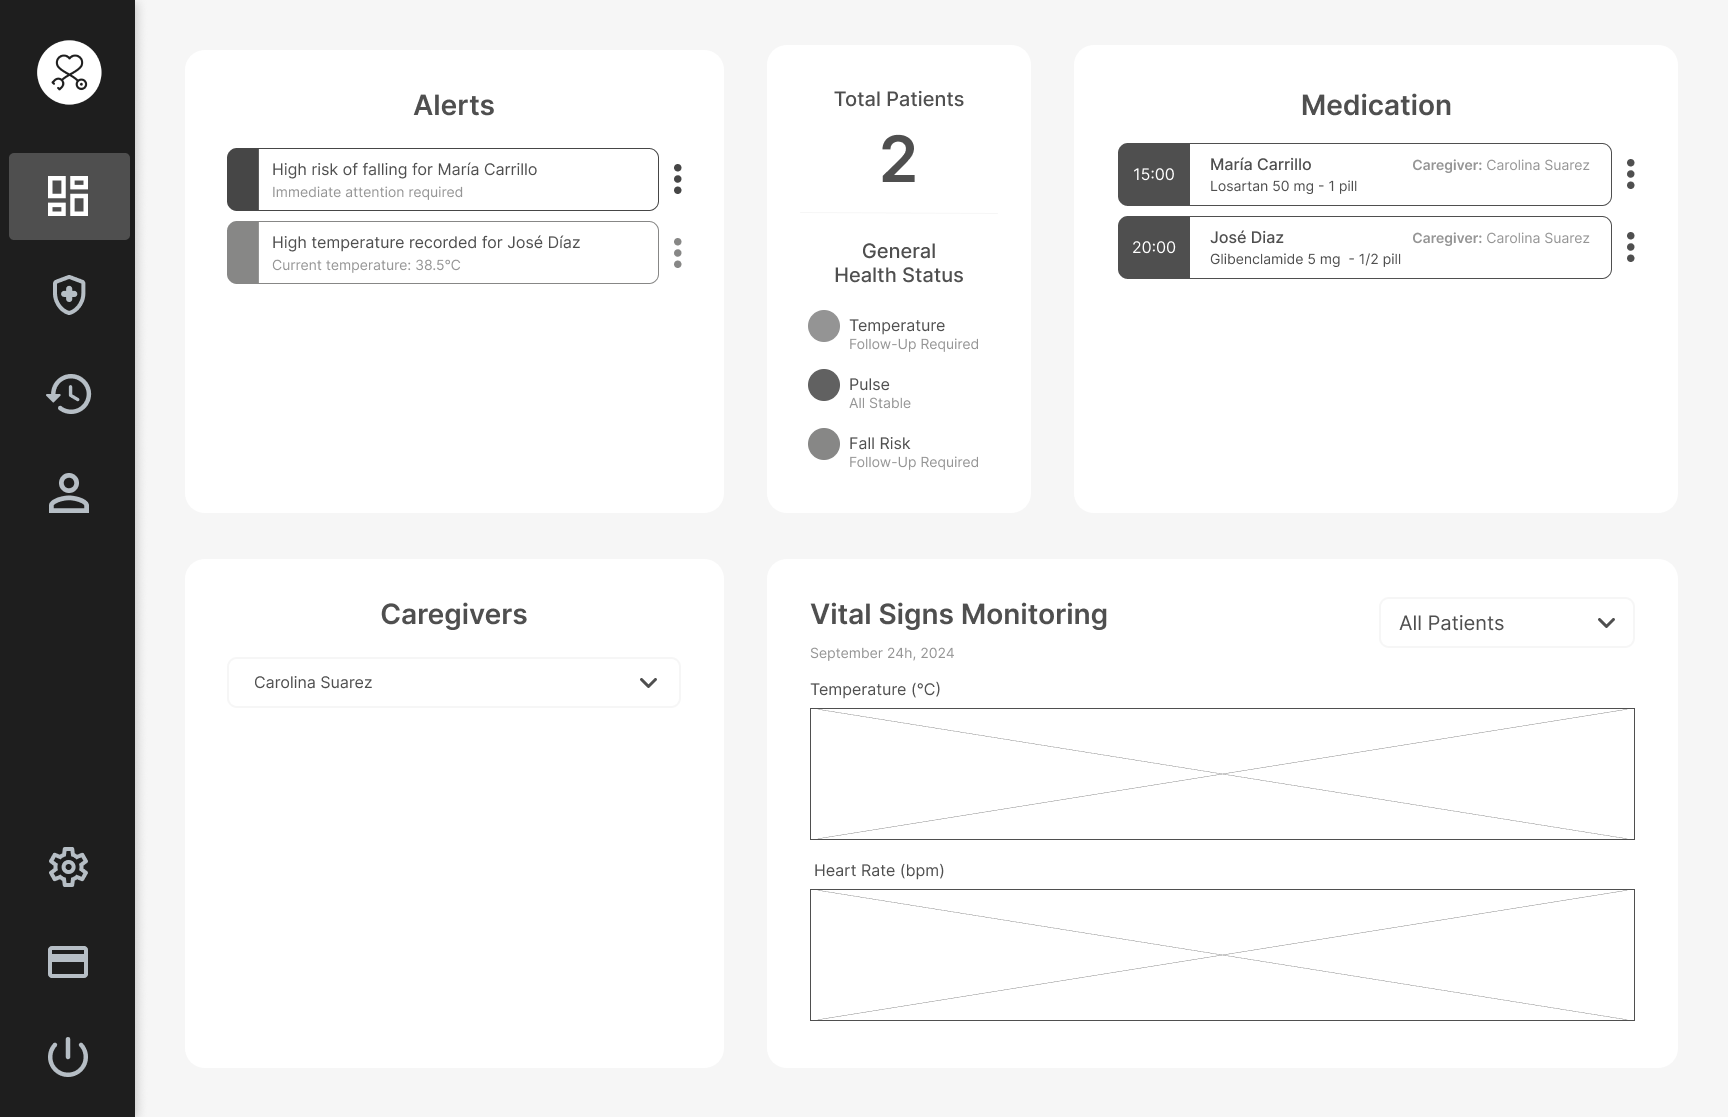 Alerts
High risk of falling for María Carrillo
Immediate attention required
High temperature recorded for José Díaz
Current temperature: 38.5°C
Total Patients
2
General
Health Status
Temperature
Follow-Up Required
Pulse
All Stable
Fall Risk
Follow-Up Required
Medication
15:00
María Carrillo
Caregiver: Carolina Suarez
Losartan 50 mg - 1 pill
20:00
José Diaz
Caregiver: Carolina Suarez
Glibenclamide 5 mg  - 1/2 pill
Caregivers
Carolina Suarez
Vital Signs Monitoring
All Patients
September 24h, 2024
Temperature (°C)
Heart Rate (bpm)